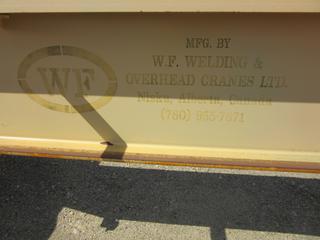 WF
MFG. BY
W.F. WELDING &
OVERHEAD CRANES LTD.
Nisku, Alberta, Canada
(780) 955-7671